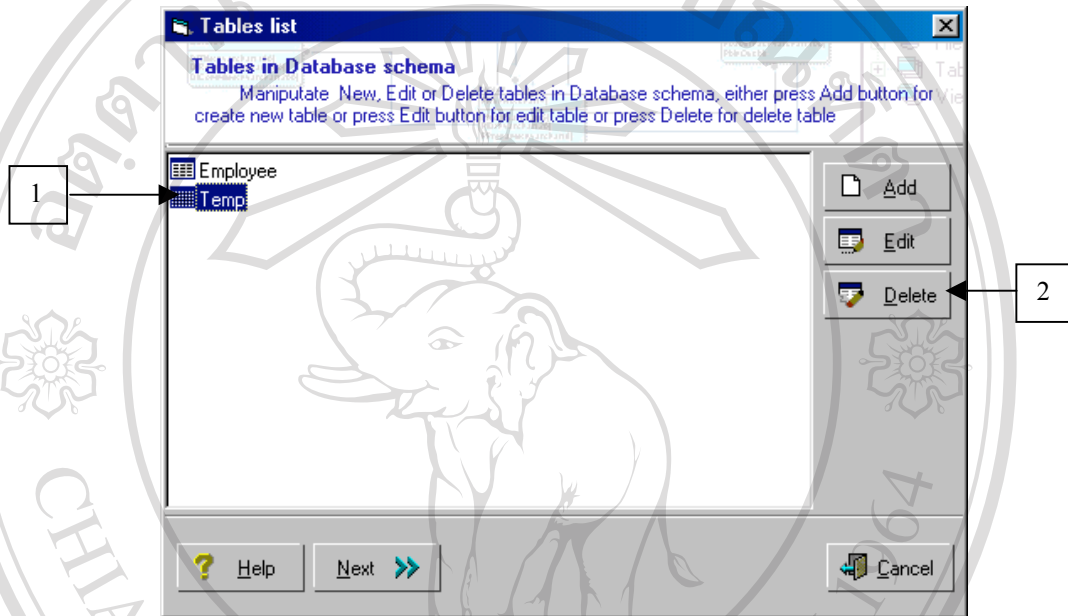 Tables list
Tables in Database schema
Maniputate New, Edit or Delete tables in Database schema, either press Add button for
create new table or press Edit button for edit table or press Delete for delete table
Employee
Temp
Add
Edit
Delete
1
2
Help
Next
Cancel
1964